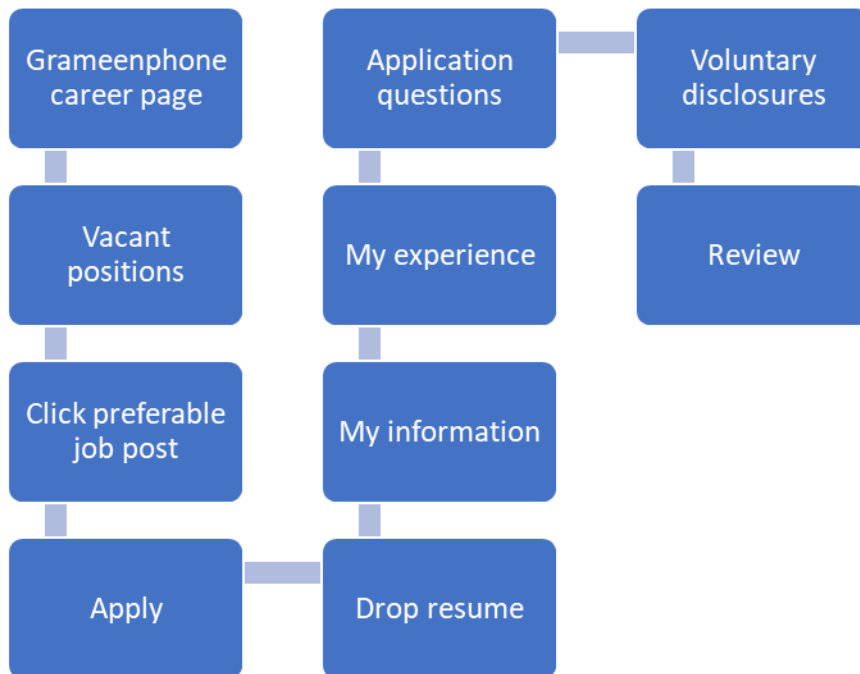 Grameenphone
career page
Vacant
positions
Click preferable
job post
Apply
Drop resume
My information
My experience
Application
questions
Voluntary
disclosures
Review